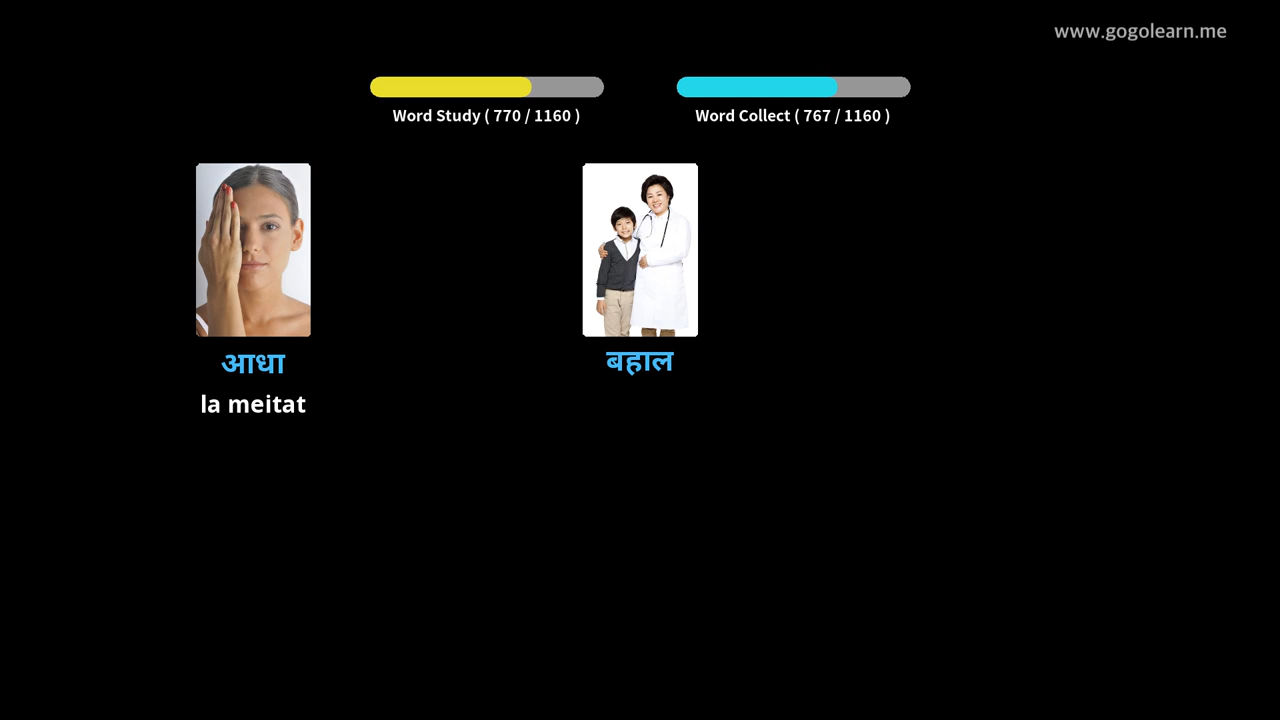 www.gogolearn.me
Word Study ( 770 / 1160 )
Word Collect ( 767 / 1160 )
आधा
बहाल
la meitat